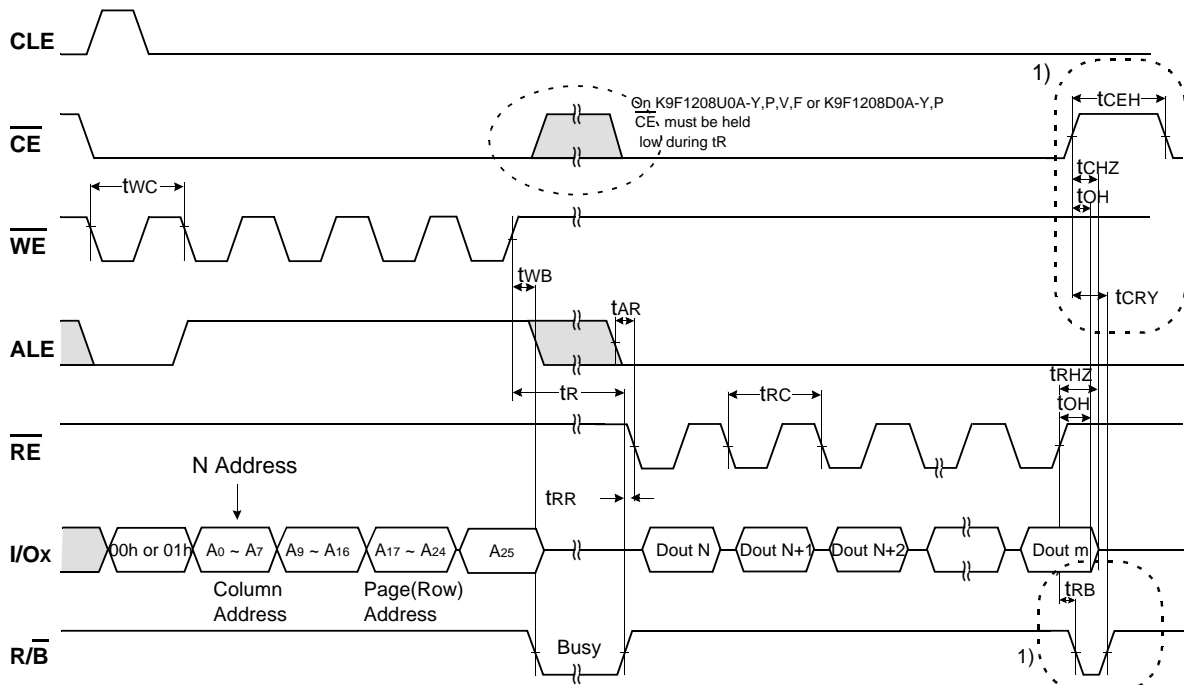 CLE
1)
On K9F1208U0A-Y,P,V,F or K9F1208D0A-Y,P
CE must be held
low during tR
tCEH
CE
tCHZ
tOH
tWC
WE
tWB
tCRY
tAR
ALE
tR
tRC
tRHZ
tOH
RE
N Address
tRR
I/Ox
00h or 01h
A0 ~ A7
A9 ~ A16
A17 ~ A24
A25
Dout N
Dout N+1
Dout N+2
Dout m
Column
Address
Page(Row)
Address
tRB
R/B
Busy
1)